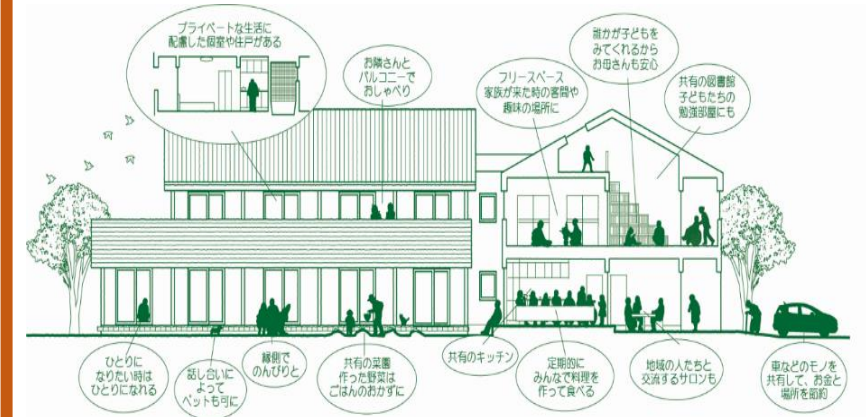 プライベートな生活に
配慮した個室や住戸がある
お隣さんと
バルコニーで
おしゃべり
フリースペース
家族が来た時の客間や
趣味の場所に
誰かが子どもを
みてくれるから
お母さんも安心
共有の図書館
子どもたちの
勉強部屋にも
ひとりに
なりたい時は
ひとりになれる
話し合いに
よって
ペットも可に
縁側で
のんびりと
共有の菜園
作った野菜は
ごはんのおかずに
共有のキッチン
定期的に
みんなで料理を
作って食べる
地域の人たちと
交流するサロンも
車などのモノを
共有して、お金と
場所を節約